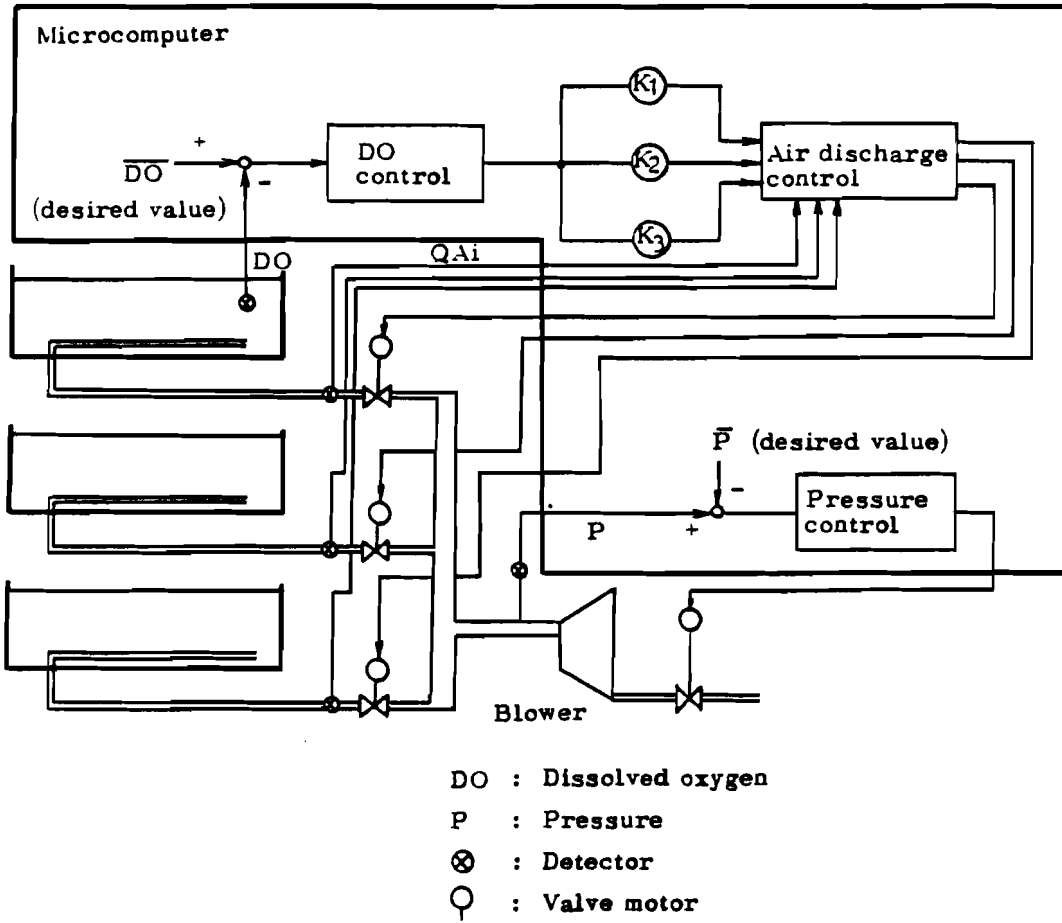 Microcomputer
K1
+
DO
control
K2
Air discharge
control
D̅O̅
-
(desired value)
K3
DO
QAi
P̅ (desired value)
-
Pressure
control
P
+
Blower
DO : Dissolved oxygen
P : Pressure
: Detector
: Valve motor